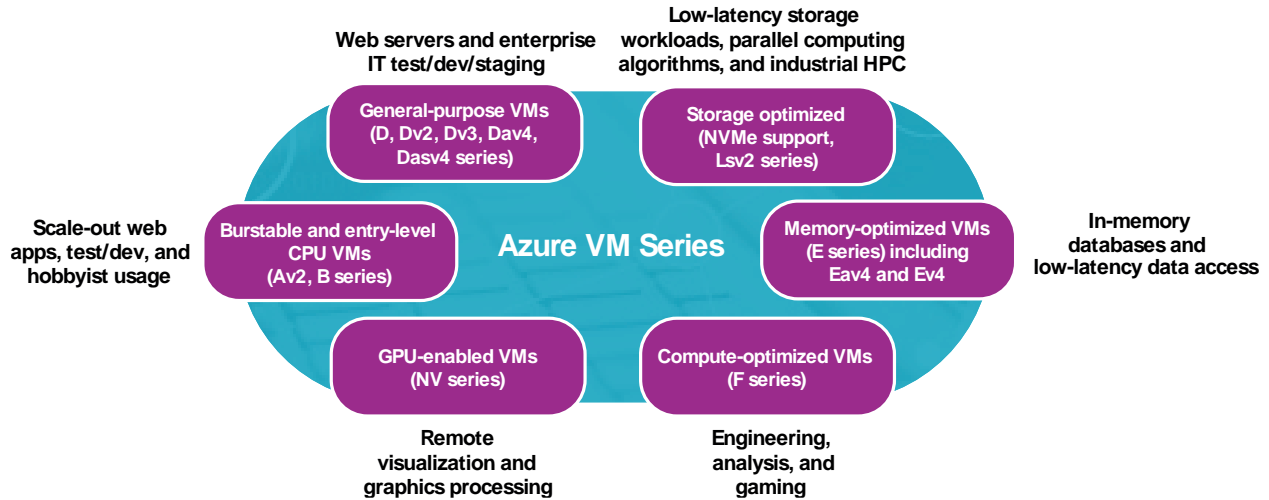 Web servers and enterprise
IT test/dev/staging
Low-latency storage
workloads, parallel computing
algorithms, and industrial HPC
General-purpose VMs
(D, Dv2, Dv3, Dav4,
Dasv4 series)
Storage optimized
(NVMe support,
Lsv2 series)
Scale-out web
apps, test/dev, and
hobbyist usage
Burstable and entry-level
CPU VMs
(Av2, B series)
Azure VM Series
Memory-optimized VMs
(E series) including
Eav4 and Ev4
In-memory
databases and
low-latency data access
GPU-enabled VMs
(NV series)
Compute-optimized VMs
(F series)
Remote
visualization and
graphics processing
Engineering,
analysis, and
gaming